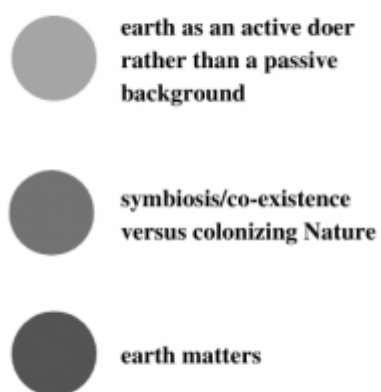 earth as an active doer
rather than a passive
background
symbiosis/co-existence
versus colonizing Nature
earth matters